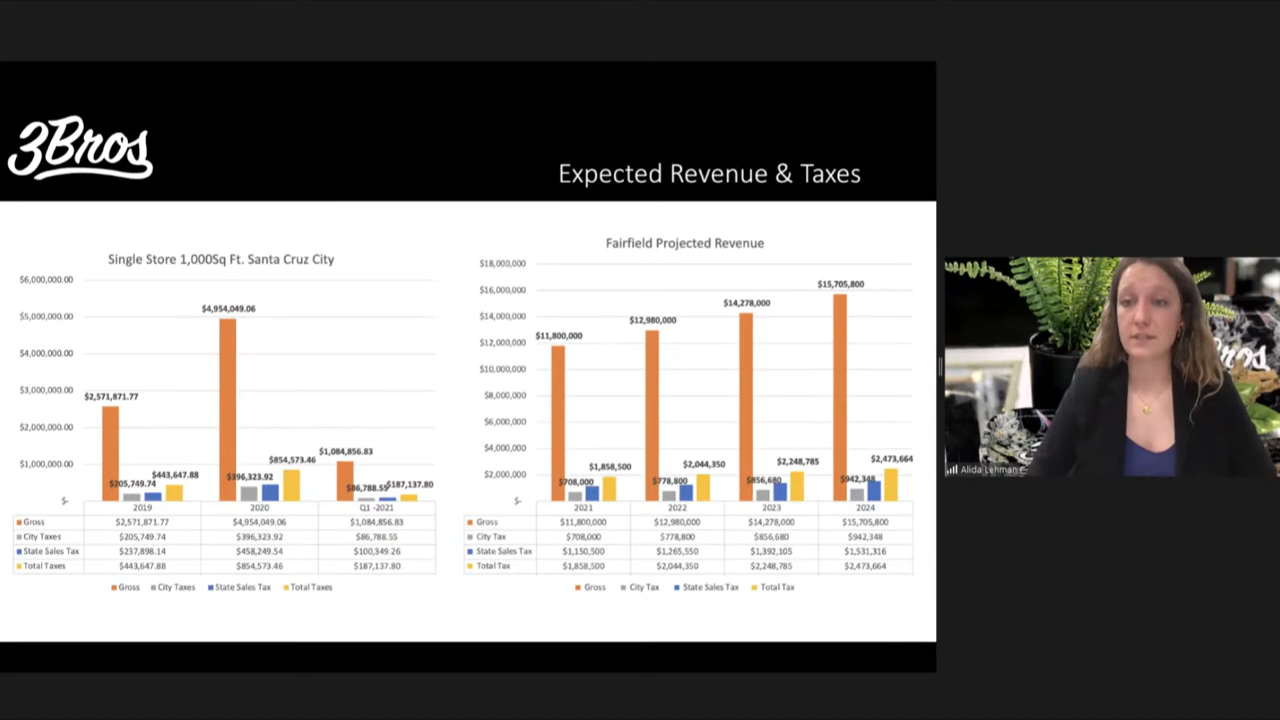 3Bros
Expected Revenue & Taxes
Single Store 1,000Sq Ft. Santa Cruz City
$6,000,000.00
$5,000,000.00
$4,000,000.00
$3,000,000.00
$2,000,000.00
$1,000,000.00
$-
$2,571,871.77
$205,749.74
$443,647.88
$4,954,049.06
$396,323.92
$854,573.46
$1,084,856.83
$86,788.55
$187,137.80
2019 2020 Q1 -2021
Gross $2,571,871.77 $4,954,049.06 $1,084,856.83
City Taxes $205,749.74 $396,323.92 $86,788.55
State Sales Tax $237,898.14 $458,249.54 $100,349.26
Total Taxes $443,647.88 $854,573.46 $187,137.80
Gross City Taxes State Sales Tax Total Taxes
Fairfield Projected Revenue
$18,000,000
$16,000,000
$14,000,000
$12,000,000
$10,000,000
$8,000,000
$6,000,000
$4,000,000
$2,000,000
$-
$11,800,000
$708,000
$1,858,500
$12,980,000
$778,800
$2,044,350
$14,278,000
$856,680
$2,248,785
$15,705,800
$942,348
$2,473,664
2021 2022 2023 2024
Gross $11,800,000 $12,980,000 $14,278,000 $15,705,800
City Tax $708,000 $778,800 $856,680 $942,348
State Sales Tax $1,150,500 $1,265,550 $1,392,105 $1,531,316
Total Tax $1,858,500 $2,044,350 $2,248,785 $2,473,664
Gross City Tax State Sales Tax Total Tax
Alida Lehman